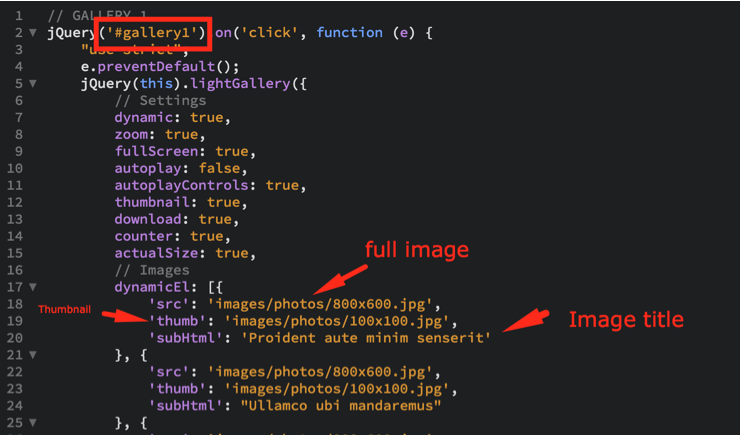 1 // GALLERY 1
2 jQuery('#gallery1').on('click', function (e) {
3 "use strict";
4 e.preventDefault();
5 jQuery(this).lightGallery({
6 // Settings
7 dynamic: true,
8 zoom: true,
9 fullScreen: true,
10 autoplay: false,
11 autoplayControls: true,
12 thumbnail: true,
13 download: true,
14 counter: true,
full image
15 actualSize: true,
16 // Images
17 dynamicEl: [{
18 'src': 'images/photos/800x600.jpg',
Thumbnail
19 'thumb': 'images/photos/100x100.jpg',
Image title
20 'subHtml': 'Proident aute minim senserit'
21 }, {
22 'src': 'images/photos/800x600.jpg',
23 'thumb': 'images/photos/100x100.jpg',
24 'subHtml': "Ullamco ubi mandaremus"
25 }, {